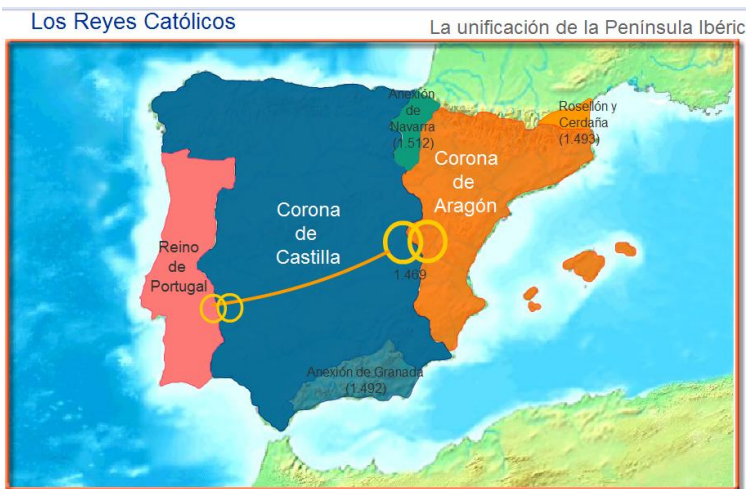 Los Reyes Católicos
La unificación de la Península Ibéric
Anexión
de
Navarra
(1.512)
Rosellón y
Cerdaña
(1.493)
Corona
de
Aragón
Corona
de
Castilla
Reino
de
Portugal
1.469
Anexión de Granada
(1.492)